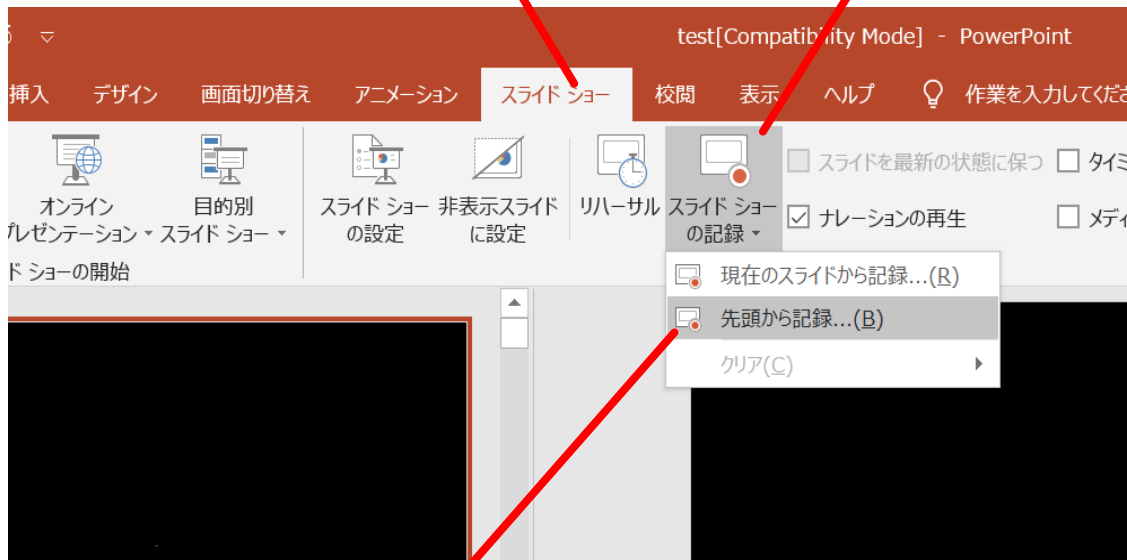 test[Compatibility Mode] - PowerPoint
挿入 デザイン 画面切り替え アニメーション スライド ショー 校閲 表示 ヘルプ 作業を入力してくださ
オンライン
プレゼンテーション
目的別
スライド ショー
スライド ショー
の設定
非表示スライド
に設定
リハーサル
スライド ショー
の記録
スライドを最新の状態に保つ
タイミ
ナレーションの再生
メディ
ド ショーの開始
現在のスライドから記録...(R)
先頭から記録...(B)
クリア(C)